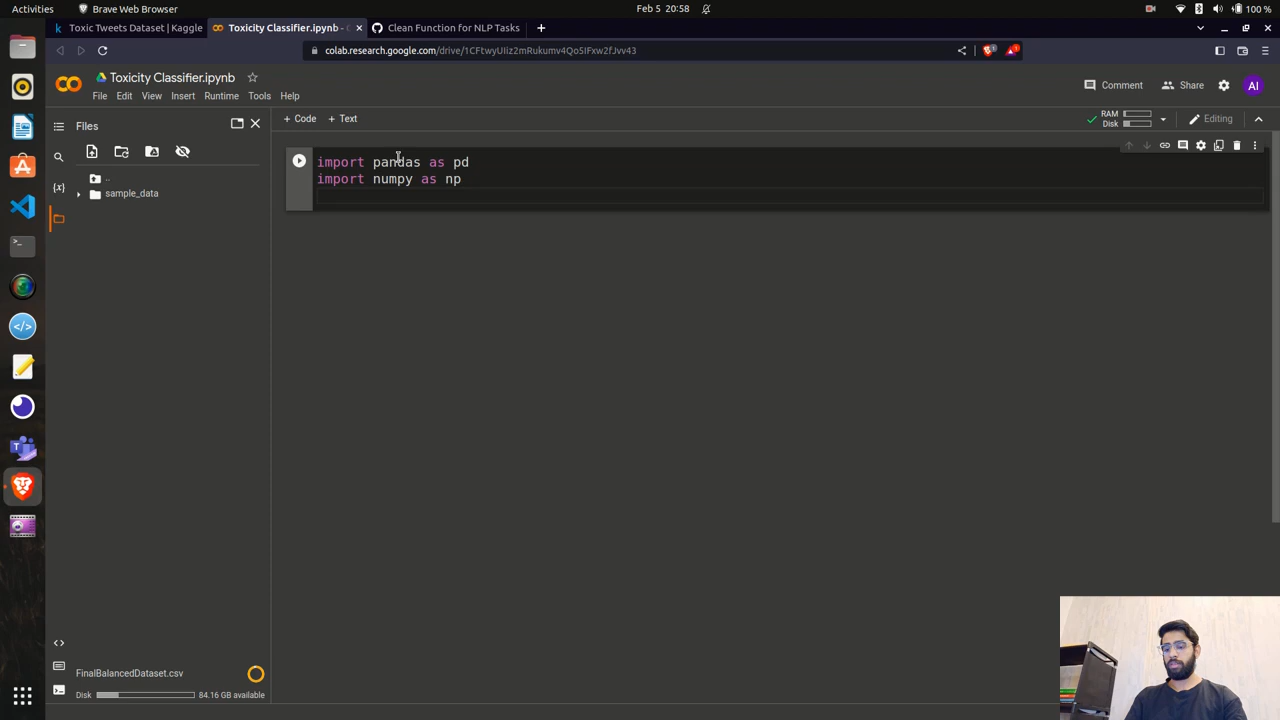 Activities
Brave Web Browser
Feb 5 20:58
100 %
Toxic Tweets Dataset | Kaggle
Toxicity Classifier.ipynb -
Clean Function for NLP Tasks
colab.research.google.com/drive/1CFtwyUIiz2mRukumv4Qo5IFxw2fJvv43
Toxicity Classifier.ipynb
File Edit View Insert Runtime Tools Help
Comment
Share
AI
Files
+ Code + Text
RAM
Disk
Editing
..
sample_data
import pandas as pd
import numpy as np
FinalBalancedDataset.csv
Disk 84.16 GB available